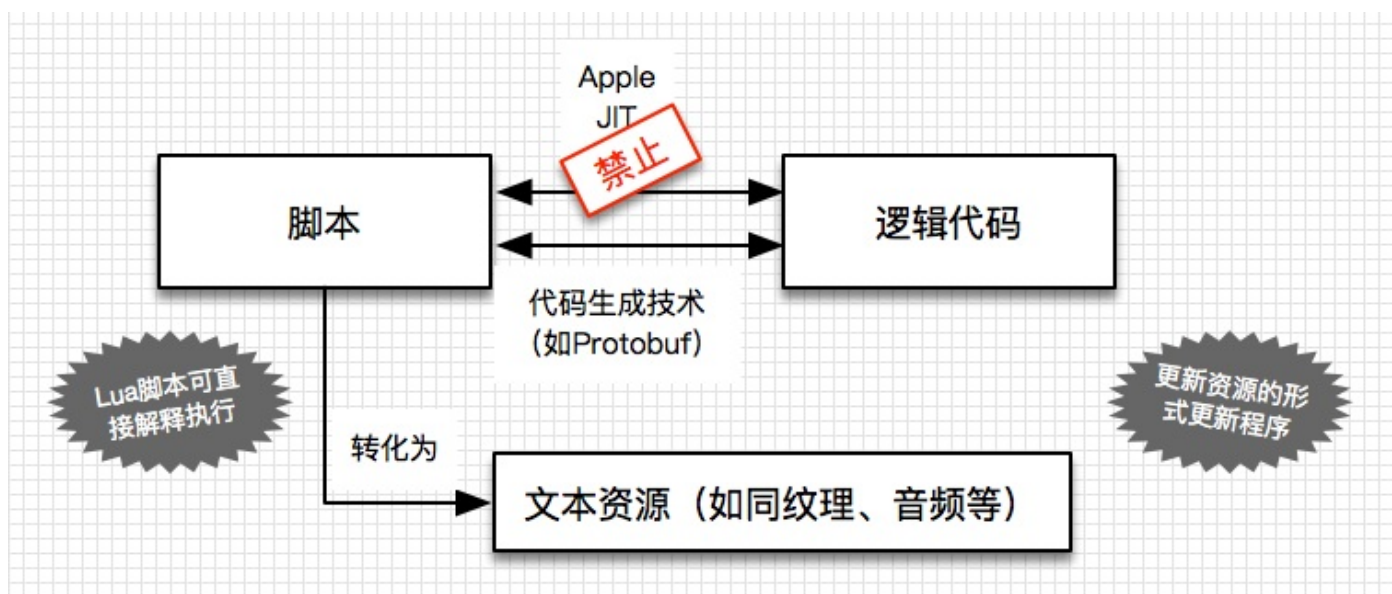 Apple
JIT
禁止
脚本
逻辑代码
代码生成技术
（如Protobuf）
Lua脚本可直
接解释执行
更新资源的形
式更新程序
转化为
文本资源（如同纹理、音频等）